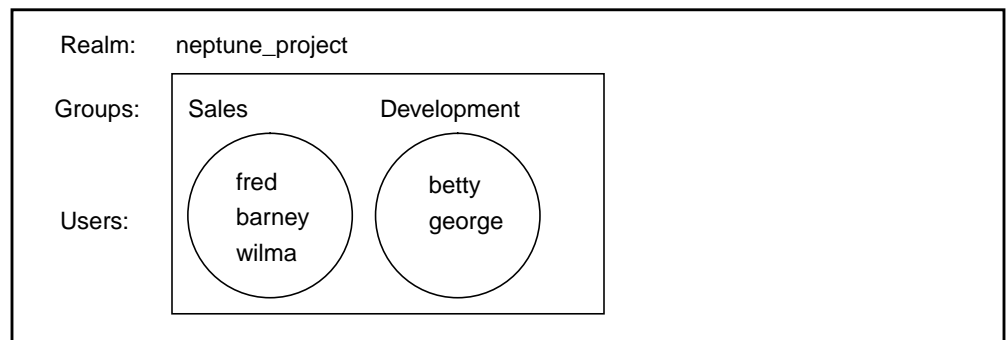 Realm: neptune_project
Groups: Sales Development
fred
barney
wilma
betty
george
Users: